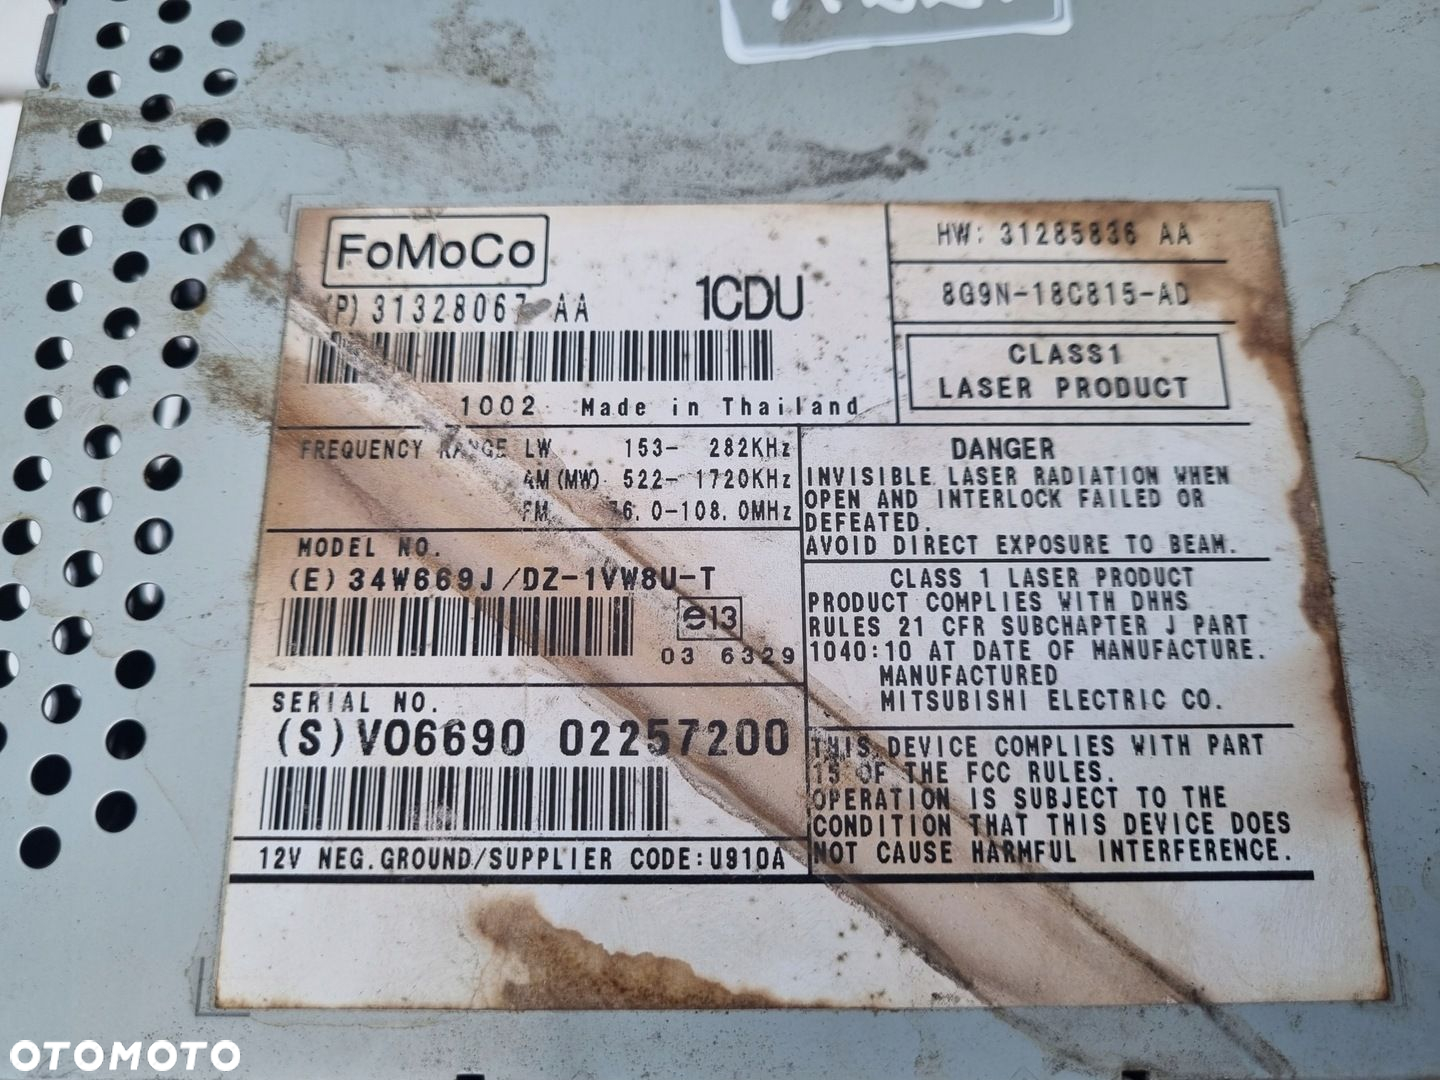 FoMoCo
(P) 31328067 AA
1CDU
1002 Made in Thailand
HW: 31285836 AA
8G9N-18C815-AD
CLASS1
LASER PRODUCT
FREQUENCY RANGE LW 153- 282KHz
AM(MW) 522- 1720KHz
FM 76.0-108.0MHz
DANGER
INVISIBLE LASER RADIATION WHEN
OPEN AND INTERLOCK FAILED OR
DEFEATED.
AVOID DIRECT EXPOSURE TO BEAM.
MODEL NO.
(E) 34W669J/DZ-1VW8U-T
e13
03 6329
CLASS 1 LASER PRODUCT
PRODUCT COMPLIES WITH DHHS
RULES 21 CFR SUBCHAPTER J PART
1040:10 AT DATE OF MANUFACTURE.
MANUFACTURED
MITSUBISHI ELECTRIC CO.
SERIAL NO.
(S) VO6690 02257200
THIS DEVICE COMPLIES WITH PART
15 OF THE FCC RULES.
OPERATION IS SUBJECT TO THE
CONDITION THAT THIS DEVICE DOES
NOT CAUSE HARMFUL INTERFERENCE.
12V NEG.GROUND/SUPPLIER CODE:U910A
OTOMOTO